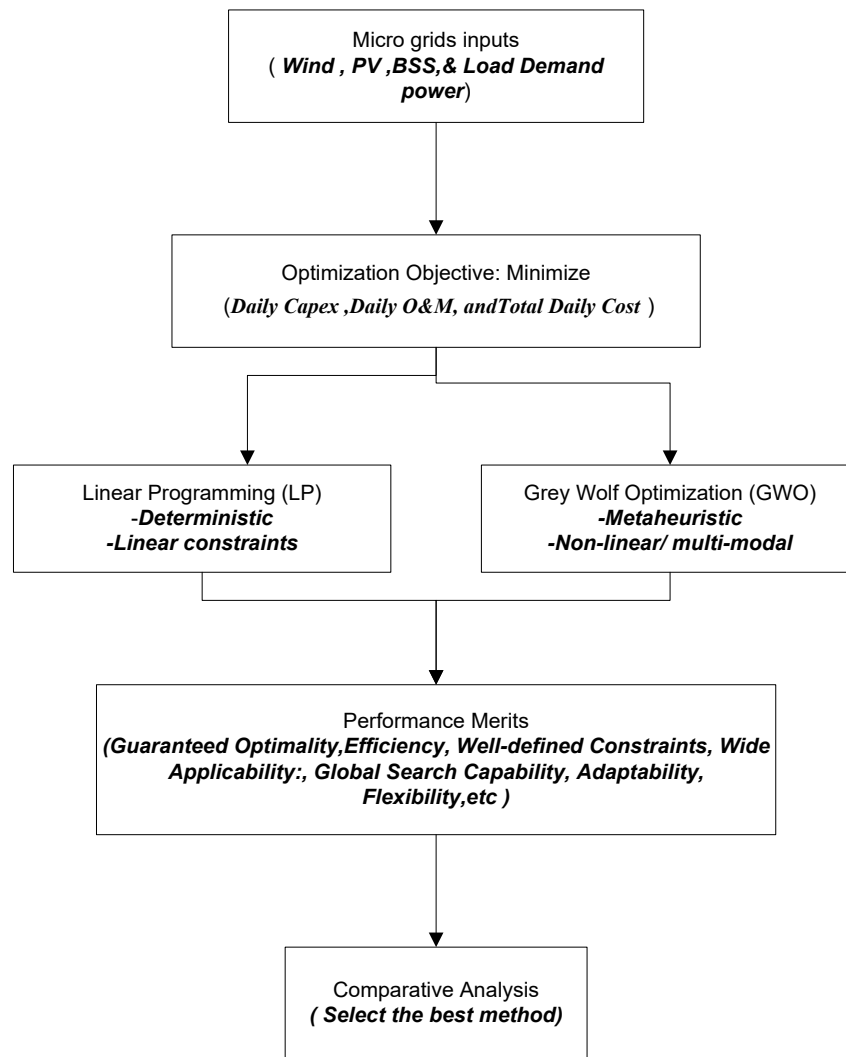 Micro grids inputs
( Wind , PV ,BSS,& Load Demand
power)
Optimization Objective: Minimize
(Daily Capex ,Daily O&M, andTotal Daily Cost )
Linear Programming (LP)
-Deterministic
-Linear constraints
Grey Wolf Optimization (GWO)
-Metaheuristic
-Non-linear/ multi-modal
Performance Merits
(Guaranteed Optimality,Efficiency, Well-defined Constraints, Wide
Applicability:, Global Search Capability, Adaptability,
Flexibility,etc )
Comparative Analysis
( Select the best method)